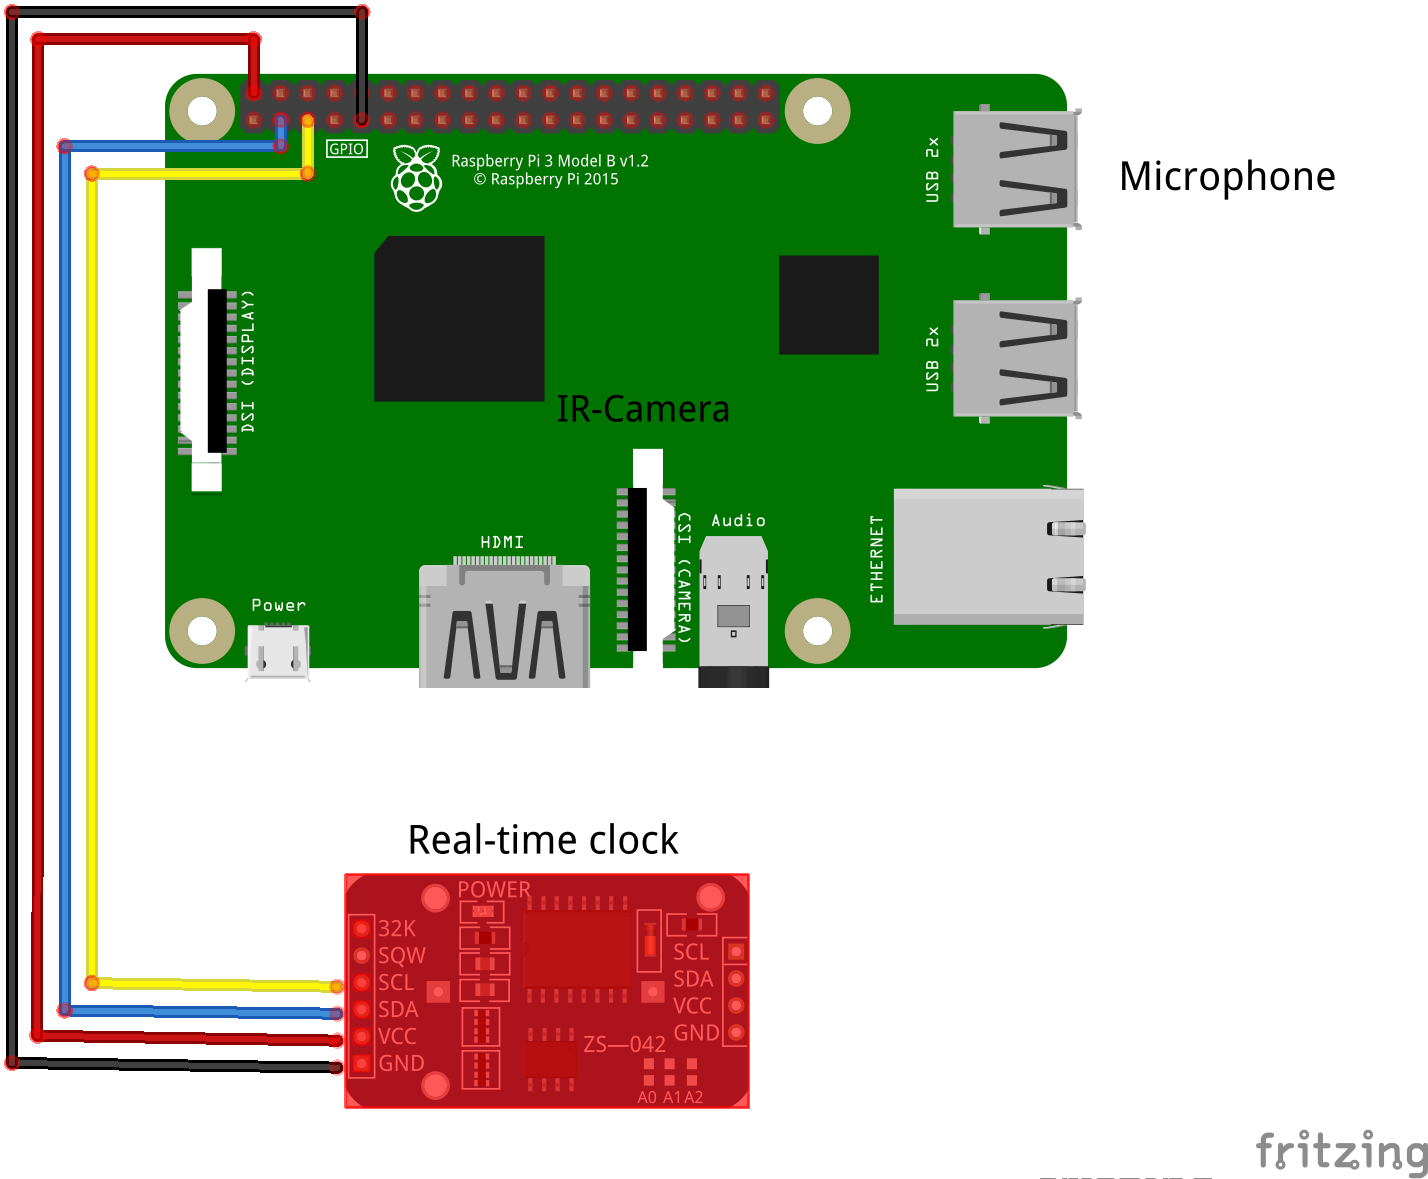 GPIO
Raspberry Pi 3 Model B v1.2
© Raspberry Pi 2015
USB 2x
Microphone
DSI (DISPLAY)
USB 2x
IR-Camera
CSI (CAMERA)
Audio
ETHERNET
HDMI
Power
Real-time clock
POWER
32K
SQW
SCL
SDA
VCC
GND
SCL
SDA
VCC
GND
ZS—042
A0 A1 A2
fritzing